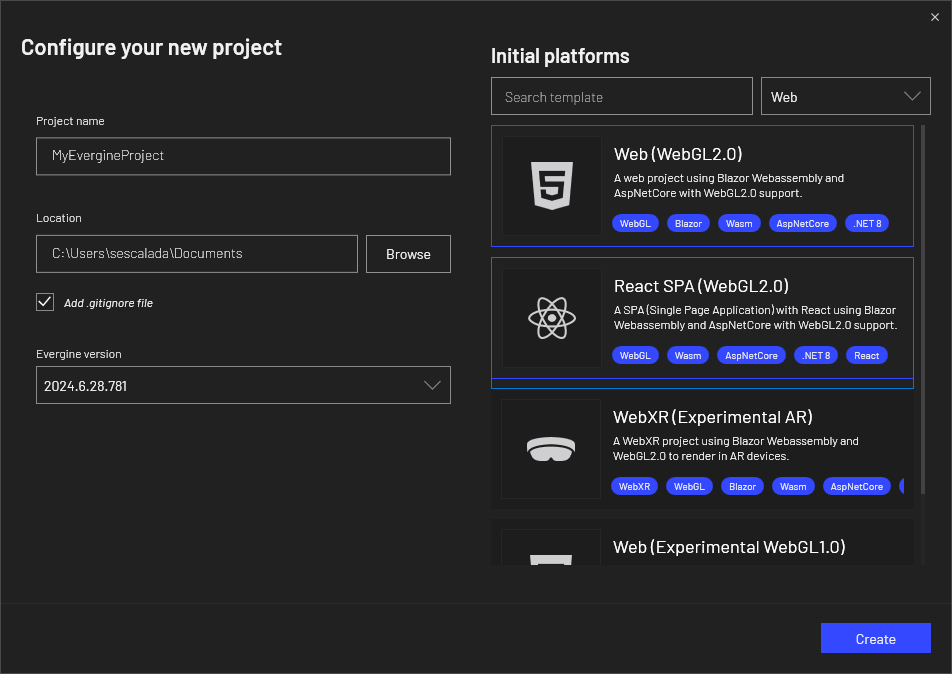 Configure your new project
Project name
MyEvergineProject
Location
C:\Users\sescalada\Documents
Browse
Add .gitignore file
Evergine version
2024.6.28.781
Initial platforms
Search template
Web
Web (WebGL2.0)
A web project using Blazor Webassembly and
AspNetCore with WebGL2.0 support.
WebGL Blazor Wasm AspNetCore .NET 8
React SPA (WebGL2.0)
A SPA (Single Page Application) with React using Blazor
Webassembly and AspNetCore with WebGL2.0 support.
WebGL Wasm AspNetCore .NET 8 React
WebXR (Experimental AR)
A WebXR project using Blazor Webassembly and
WebGL2.0 to render in AR devices.
WebXR WebGL Blazor Wasm AspNetCore
Web (Experimental WebGL1.0)
Create